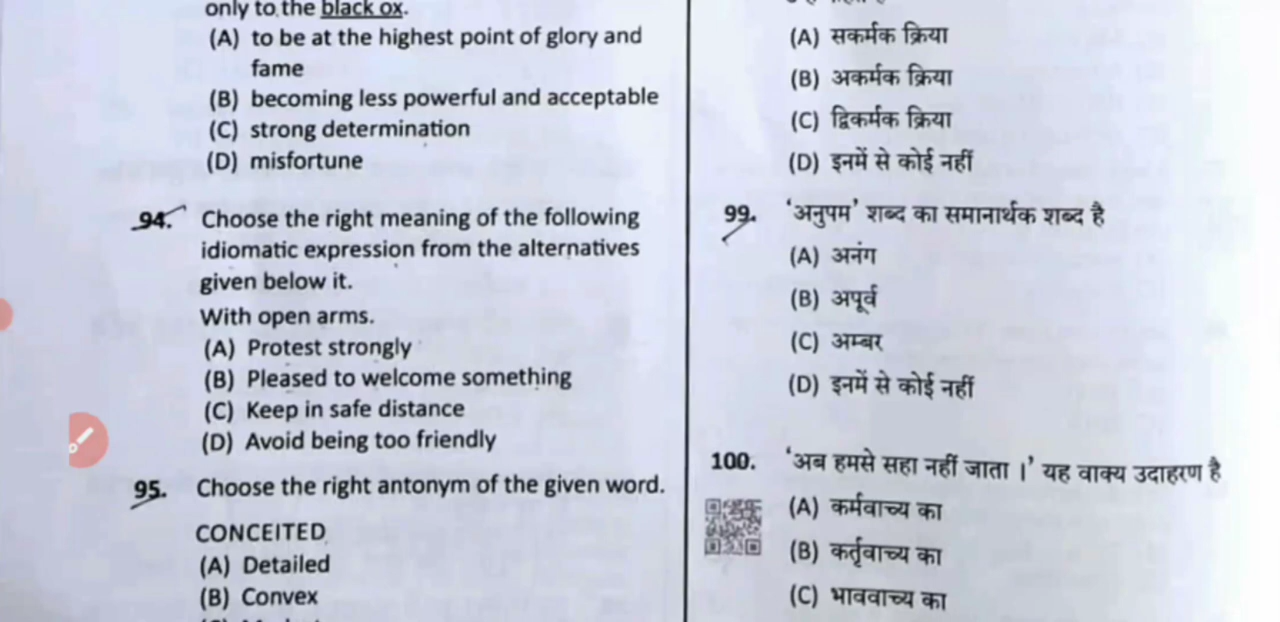 only to the black ox.
(A) to be at the highest point of glory and
fame
(B) becoming less powerful and acceptable
(C) strong determination
(D) misfortune
94. Choose the right meaning of the following
idiomatic expression from the alternatives
given below it.
With open arms.
(A) Protest strongly
(B) Pleased to welcome something
(C) Keep in safe distance
(D) Avoid being too friendly
95. Choose the right antonym of the given word.
CONCEITED
(A) Detailed
(B) Convex
(A) सकर्मक क्रिया
(B) अकर्मक क्रिया
(C) द्विकर्मक क्रिया
(D) इनमें से कोई नहीं
99. ‘अनुपम’ शब्द का समानार्थक शब्द है
(A) अनंग
(B) अपूर्व
(C) अम्बर
(D) इनमें से कोई नहीं
100. ‘अब हमसे सहा नहीं जाता ।’ यह वाक्य उदाहरण है
(A) कर्मवाच्य का
(B) कर्तृवाच्य का
(C) भाववाच्य का